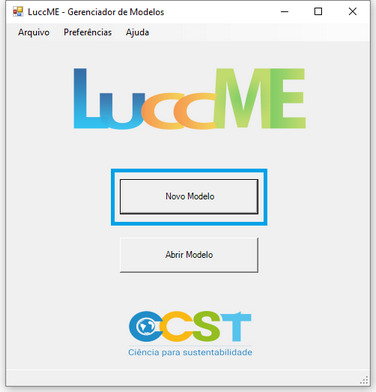 LuccME - Gerenciador de Modelos
Arquivo Preferências Ajuda
LuccME
Novo Modelo
Abrir Modelo
CCST
Ciência para sustentabilidade